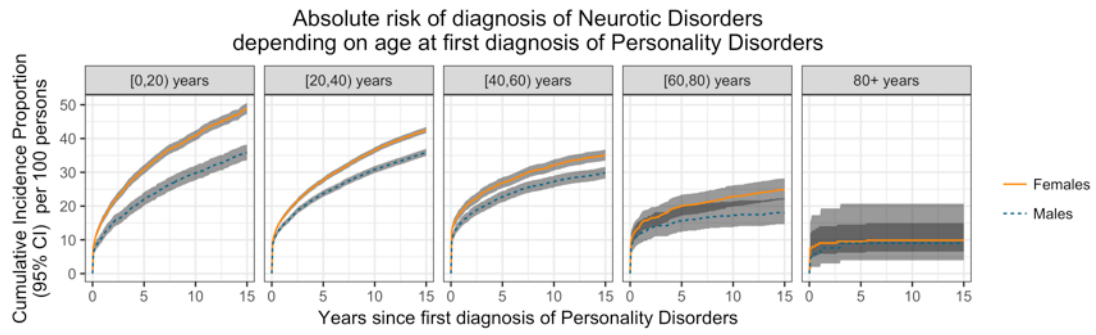 Absolute risk of diagnosis of Neurotic Disorders
depending on age at first diagnosis of Personality Disorders
Cumulative Incidence Proportion
(95% CI) per 100 persons
[0,20) years
[20,40) years
[40,60) years
[60,80) years
80+ years
50
40
30
20
10
0
0 5 10 15
0 5 10 15
0 5 10 15
0 5 10 15
0 5 10 15
Years since first diagnosis of Personality Disorders
Females
Males